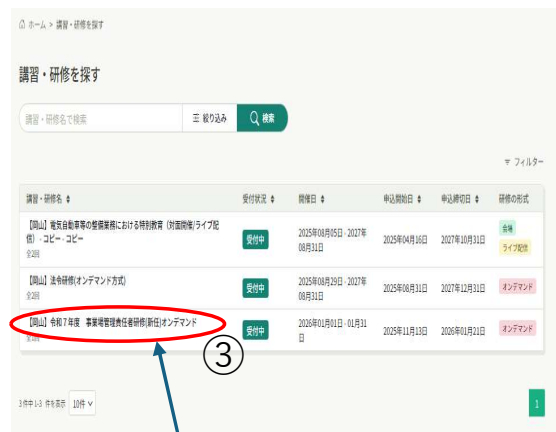 ホーム > 講習・研修を探す
講習・研修を探す
講習・研修名で検索 絞り込み 検索
フィルター
講習・研修名 受付状況 開催日 申込開始日 申込締切日 研修の形式
【岡山】電気自動車等の整備業務における特別教育（対面開催/ライブ配
信） - コピー - コピー
全2回
受付中
2025年08月05日 - 2027年
08月31日
2025年04月16日 2027年10月31日
会場
ライブ配信
【岡山】法令研修(オンデマンド方式)
全2回
受付中
2025年08月29日 - 2027年
08月31日
2025年08月31日 2027年12月31日 オンデマンド
【岡山】令和7年度 事業場管理責任者研修(新任)オンデマンド
受付中
2026年01月01日 - 01月31
日
2025年11月13日 2026年01月21日 オンデマンド
③
3件中 1-3 件を表示 10件 1